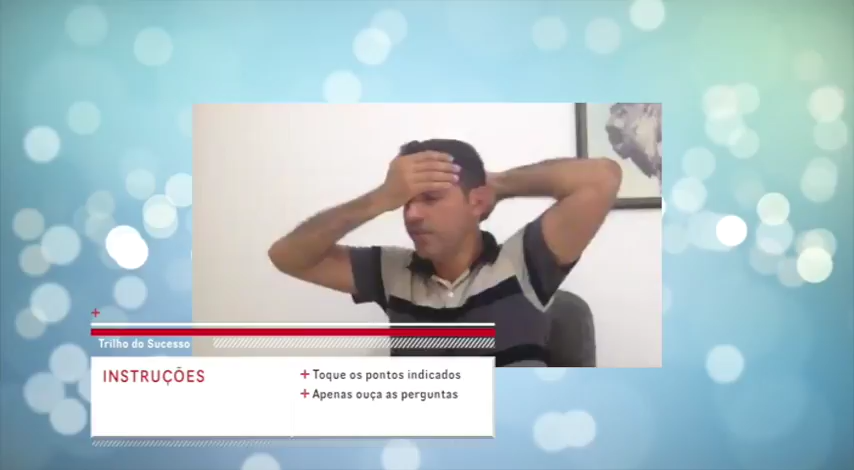 Trilho do Sucesso
INSTRUÇÕES
+ Toque os pontos indicados
+ Apenas ouça as perguntas